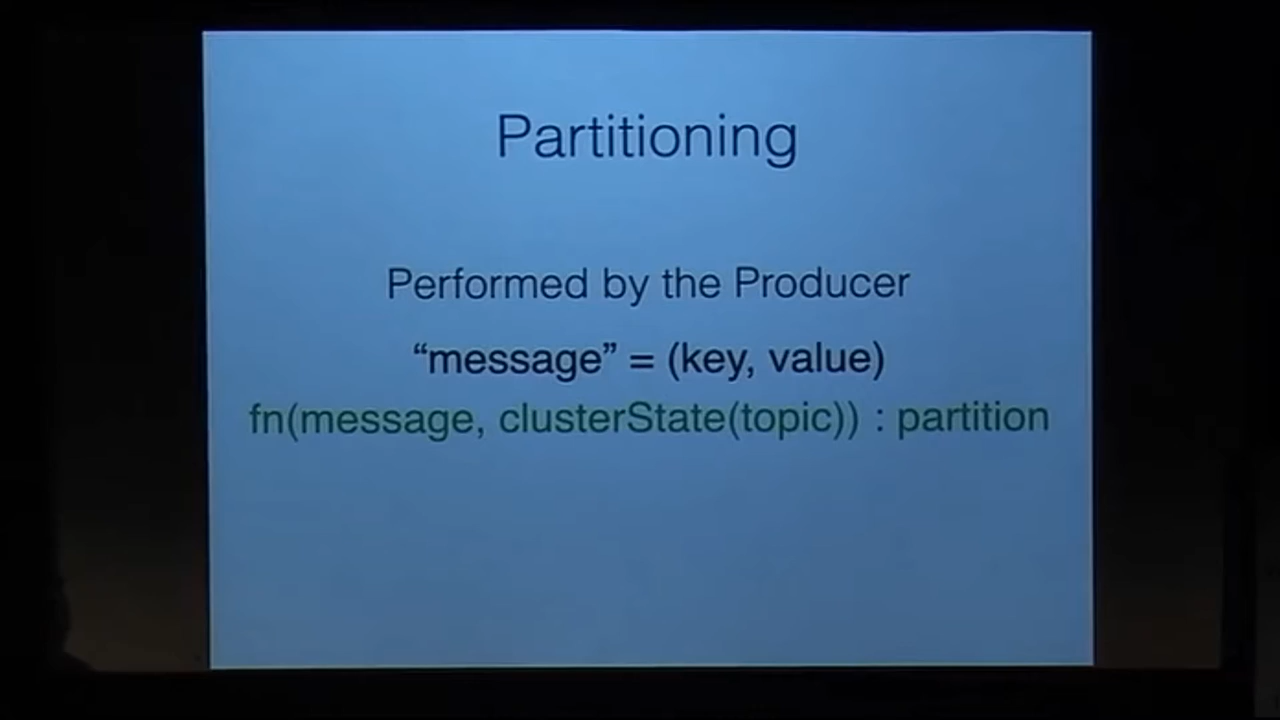 Partitioning
Performed by the Producer
“message” = (key, value)
fn(message, clusterState(topic)) : partition